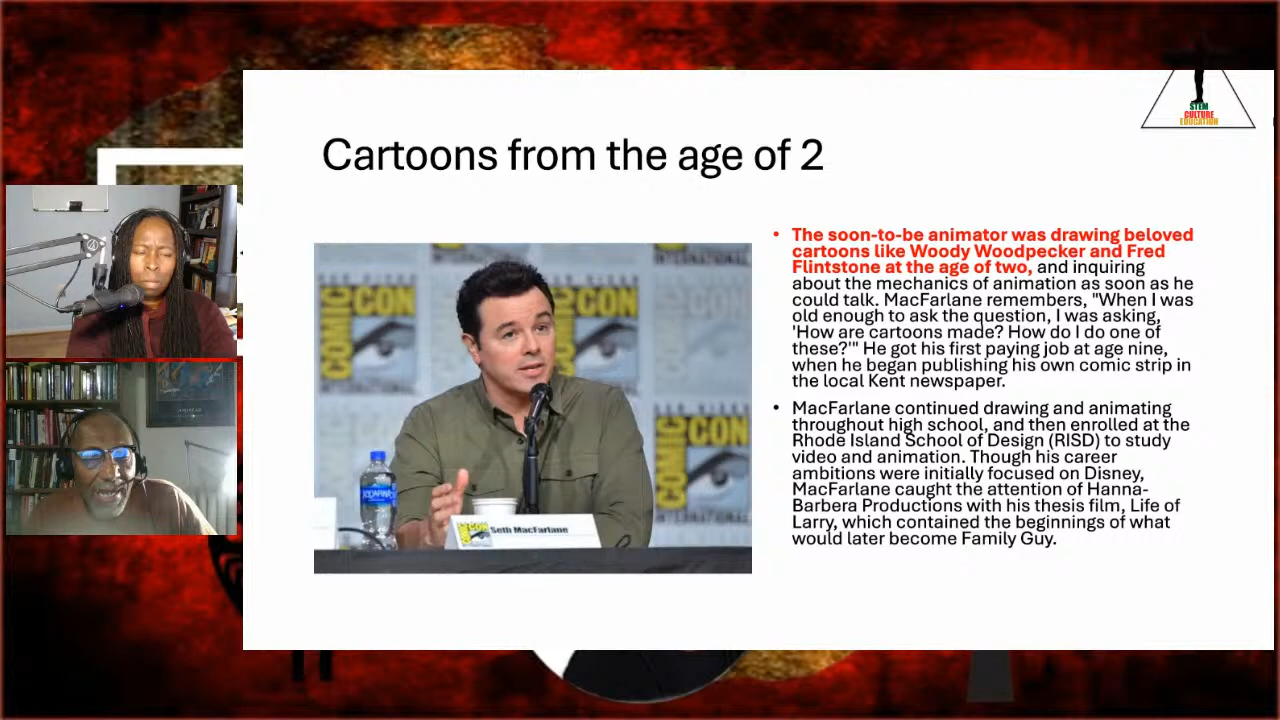 STEM
CULTURE
EDUCATION
Cartoons from the age of 2
• The soon-to-be animator was drawing beloved
cartoons like Woody Woodpecker and Fred
Flintstone at the age of two, and inquiring
about the mechanics of animation as soon as he
could talk. MacFarlane remembers, "When I was
old enough to ask the question, I was asking,
'How are cartoons made? How do I do one of
these?'" He got his first paying job at age nine,
when he began publishing his own comic strip in
the local Kent newspaper.
• MacFarlane continued drawing and animating
throughout high school, and then enrolled at the
Rhode Island School of Design (RISD) to study
video and animation. Though his career
ambitions were initially focused on Disney,
MacFarlane caught the attention of Hanna-
Barbera Productions with his thesis film, Life of
Larry, which contained the beginnings of what
would later become Family Guy.
COMIC
CON
COMIC
CON
COMIC
CON
INTERNATIONAL
Seth MacFarlane